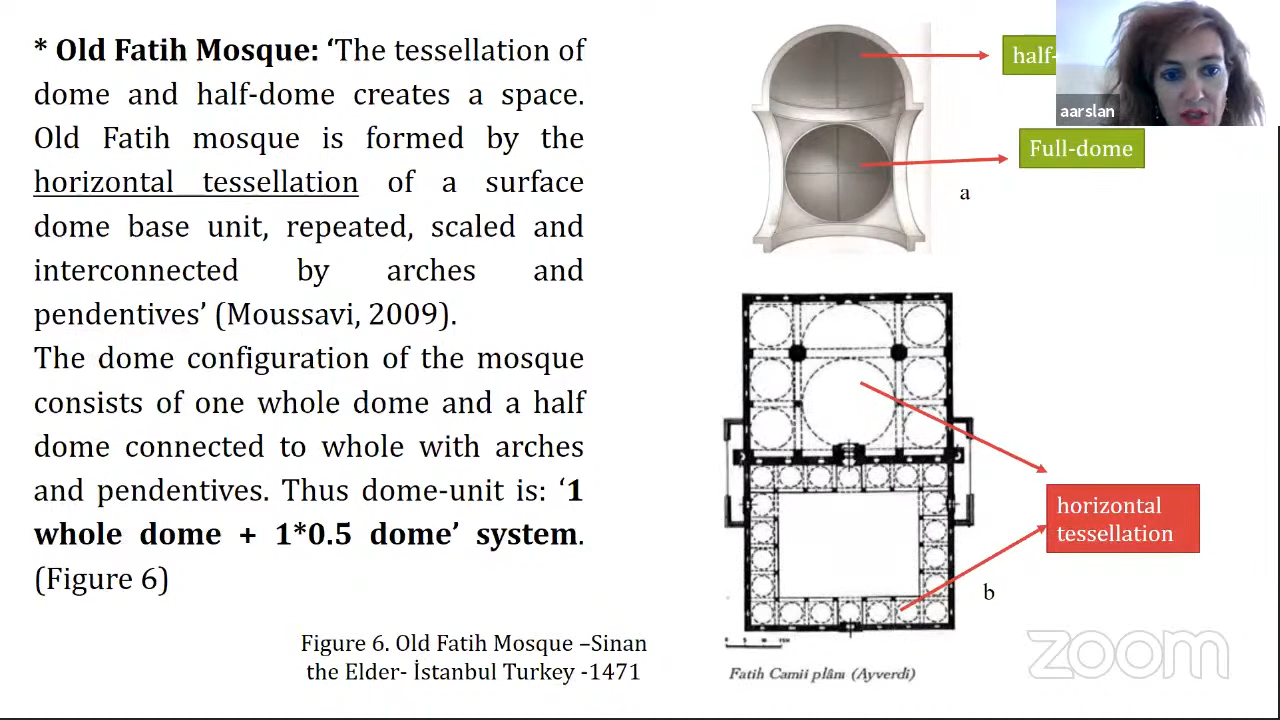 * Old Fatih Mosque: ‘The tessellation of
dome and half-dome creates a space.
Old Fatih mosque is formed by the
horizontal tessellation of a surface
dome base unit, repeated, scaled and
interconnected by arches and
pendentives’ (Moussavi, 2009).
The dome configuration of the mosque
consists of one whole dome and a half
dome connected to whole with arches
and pendentives. Thus dome-unit is: ‘1
whole dome + 1*0.5 dome’ system.
(Figure 6)
Figure 6. Old Fatih Mosque –Sinan
the Elder- İstanbul Turkey -1471
half-
aarslan
Full-dome
a
horizontal
tessellation
b
Fatih Camii plânı (Ayverdi)
zoom